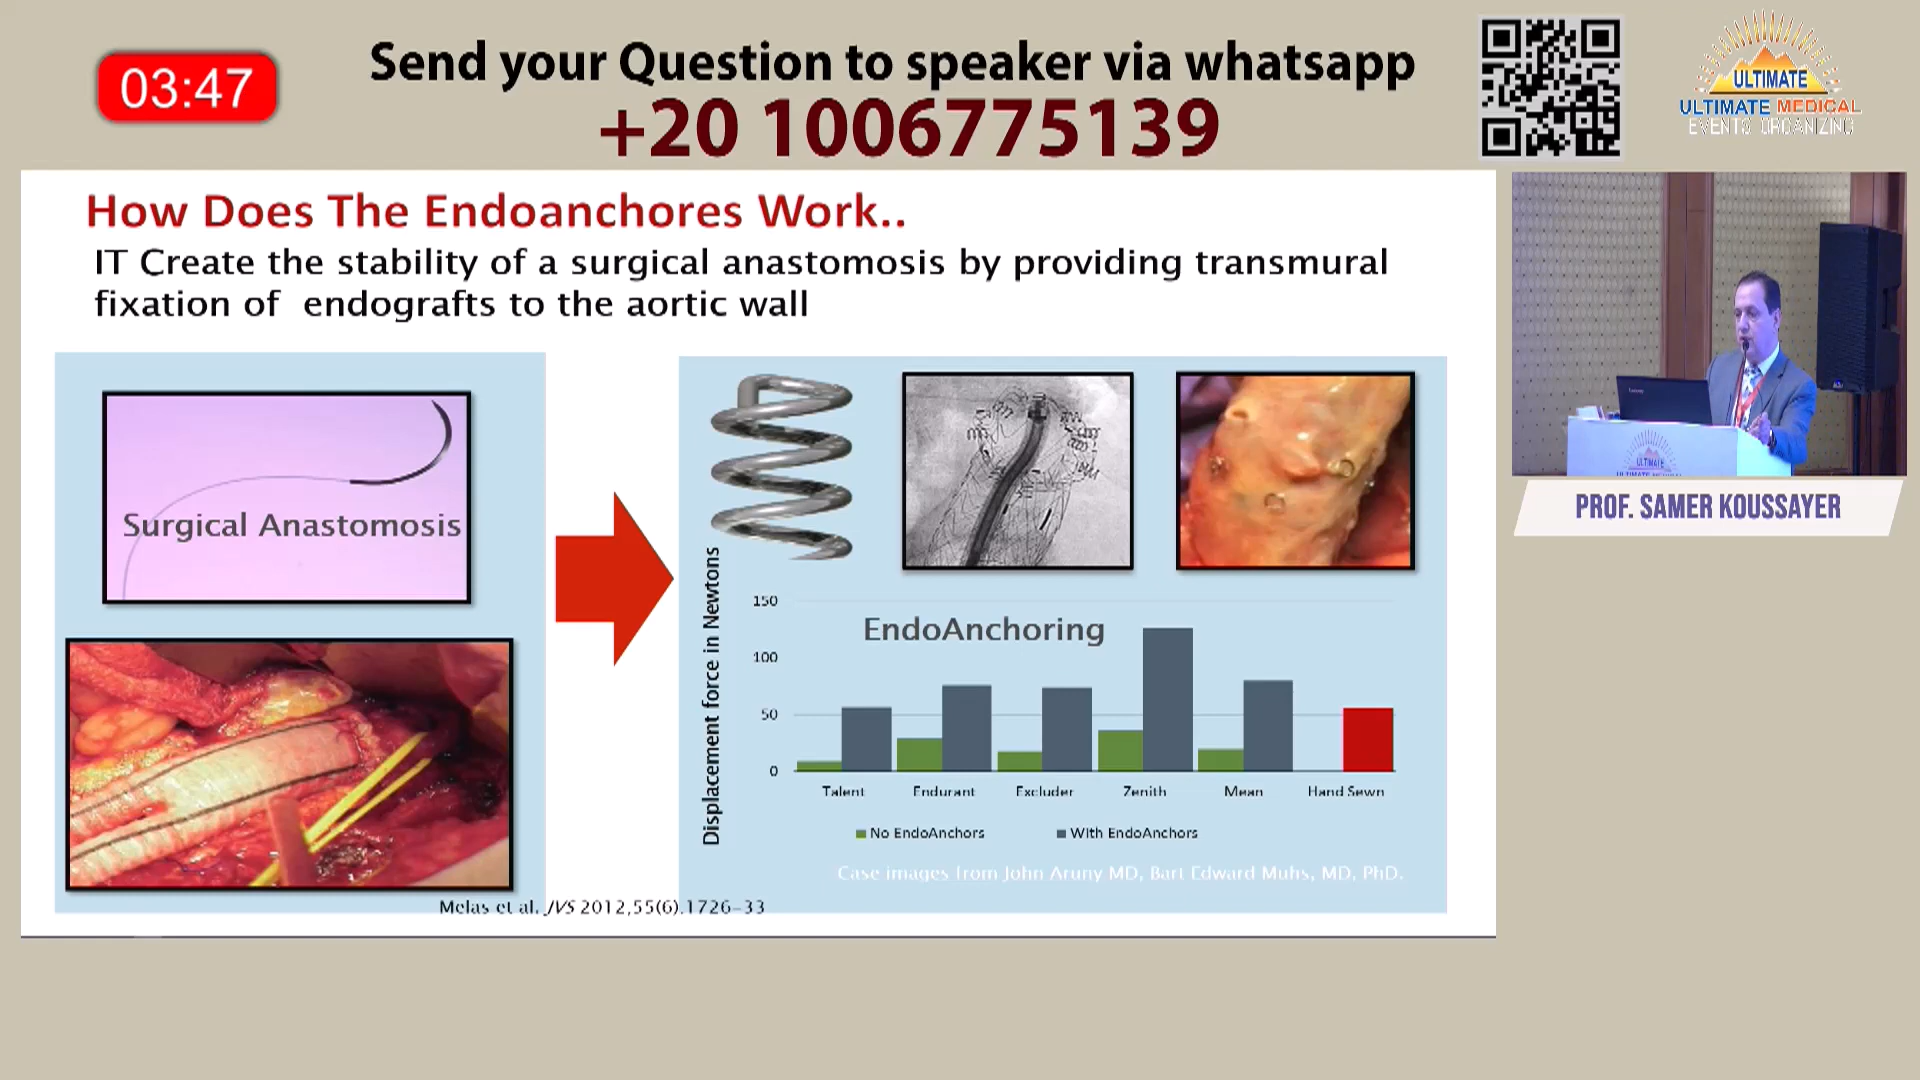 03:47
Send your Question to speaker via whatsapp
+20 1006775139
ULTIMATE
ULTIMATE MEDICAL
EVENTS ORGANIZING
How Does The Endoanchores Work..
IT Create the stability of a surgical anastomosis by providing transmural
fixation of endografts to the aortic wall
Surgical Anastomosis
Displacement force in Newtons
EndoAnchoring
150
100
50
0
Talent Endurant Excluder Zenith Mean Hand Sewn
No EndoAnchors With EndoAnchors
Case images from John Aruny MD, Bart Edward Muhs, MD, PhD.
Melas et al. JVS 2012,55(6).1726-33
ULTIMATE
PROF. SAMER KOUSSAYER